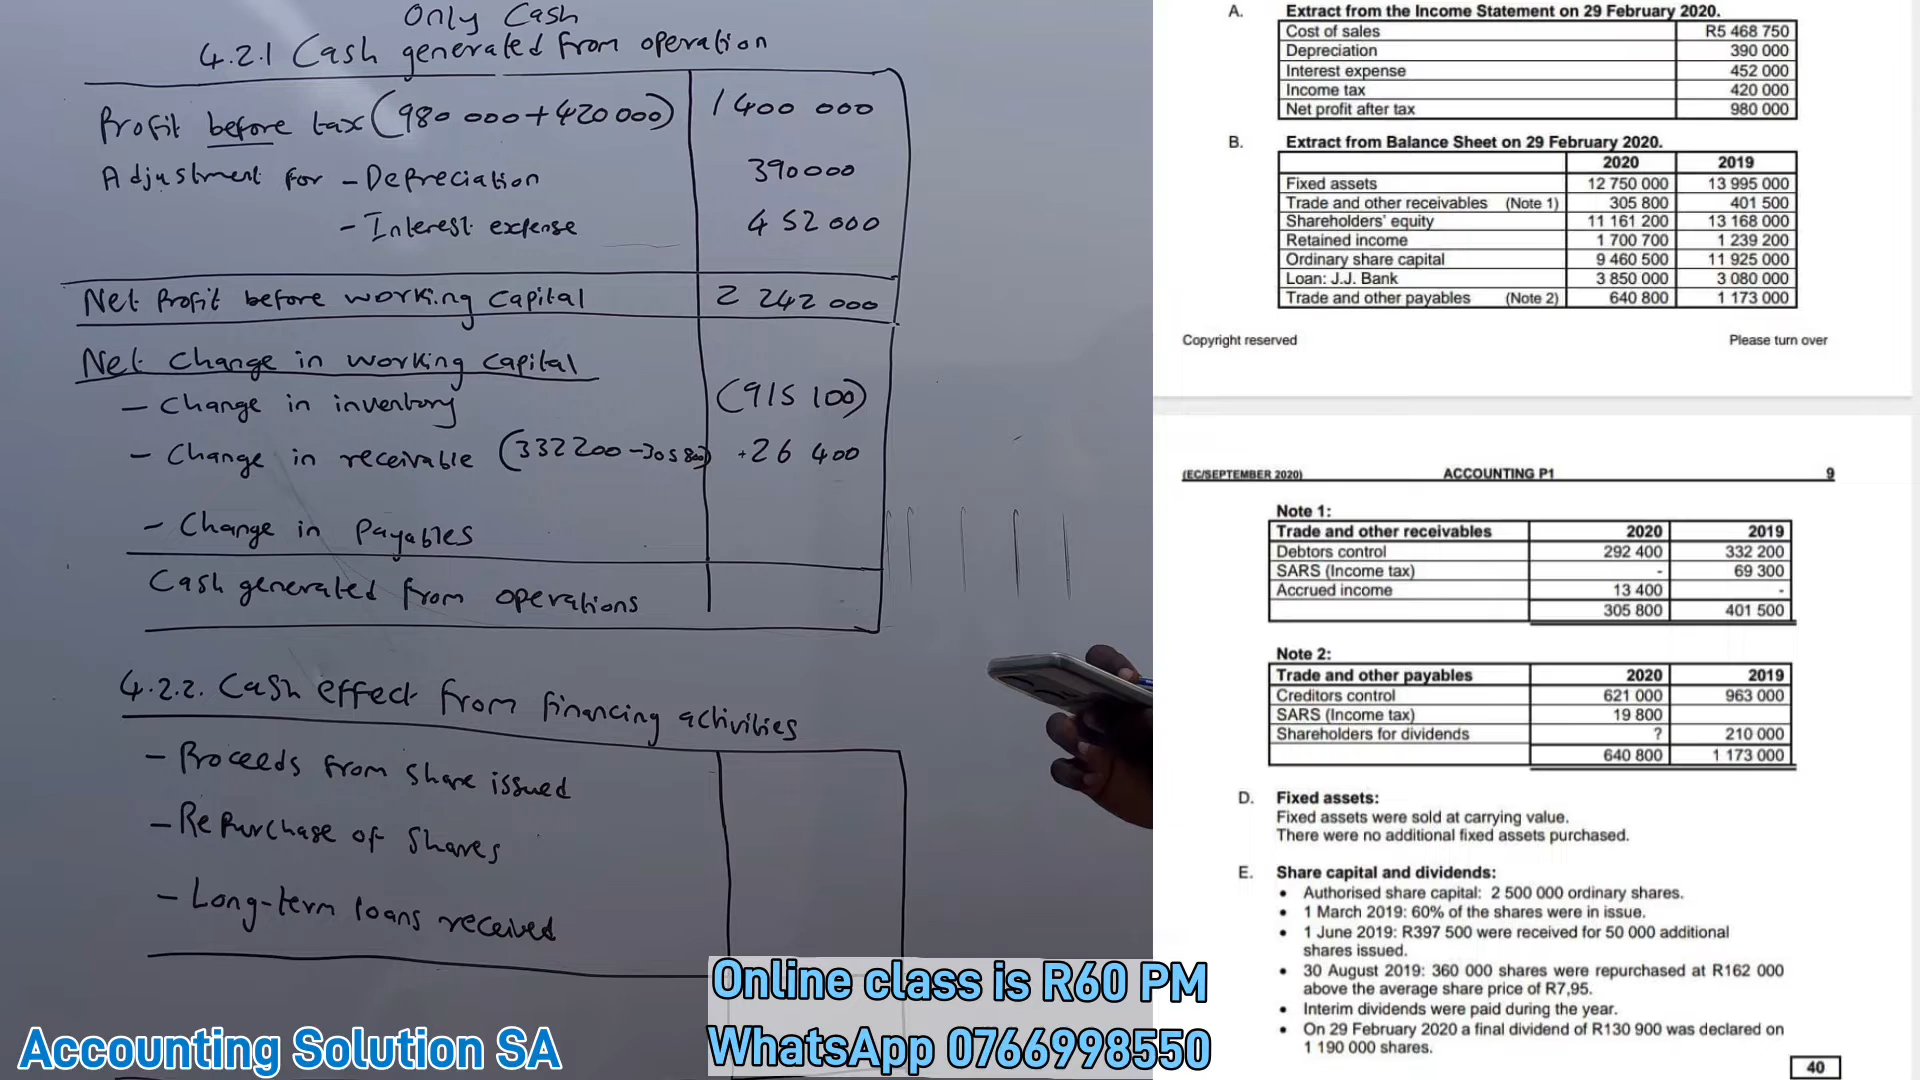 Only Cash
4.2.1 Cash generated from operation
Profit before tax (980 000 + 420 000) 1 400 000
Adjustment for - Depreciation 390 000
- Interest expense 452 000
Net Profit before working capital 2 242 000
Net Change in working capital
- Change in inventory (915 100)
- Change in receivable (332 200 - 305 800) + 26 400
- Change in payables
Cash generated from operations
4.2.2. Cash effect from financing activities
- Proceeds from share issued
- Repurchase of shares
- Long-term loans received
A. Extract from the Income Statement on 29 February 2020.
Cost of sales R5 468 750
Depreciation 390 000
Interest expense 452 000
Income tax 420 000
Net profit after tax 980 000
B. Extract from Balance Sheet on 29 February 2020.
2020 2019
Fixed assets 12 750 000 13 995 000
Trade and other receivables (Note 1) 305 800 401 500
Shareholders' equity 11 161 200 13 168 000
Retained income 1 700 700 1 239 200
Ordinary share capital 9 460 500 11 925 000
Loan: J.J. Bank 3 850 000 3 080 000
Trade and other payables (Note 2) 640 800 1 173 000
Copyright reserved Please turn over
(EC/SEPTEMBER 2020) ACCOUNTING P1 9
Note 1:
Trade and other receivables 2020 2019
Debtors control 292 400 332 200
SARS (Income tax) - 69 300
Accrued income 13 400 -
305 800 401 500
Note 2:
Trade and other payables 2020 2019
Creditors control 621 000 963 000
SARS (Income tax) 19 800
Shareholders for dividends ? 210 000
640 800 1 173 000
D. Fixed assets:
Fixed assets were sold at carrying value.
There were no additional fixed assets purchased.
E. Share capital and dividends:
• Authorised share capital: 2 500 000 ordinary shares.
• 1 March 2019: 60% of the shares were in issue.
• 1 June 2019: R397 500 were received for 50 000 additional
shares issued.
• 30 August 2019: 360 000 shares were repurchased at R162 000
above the average share price of R7,95.
• Interim dividends were paid during the year.
• On 29 February 2020 a final dividend of R130 900 was declared on
1 190 000 shares.
40
Online class is R60 PM
WhatsApp 0766998550
Accounting Solution SA